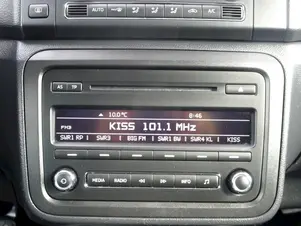 AUTO
A/C
AS TP
10.0°C 8:46
FM3 KISS 101.1 MHz
SWR1 RP SWR3 BIG FM SWR1 BW SWR4 KL KISS
MEDIA RADIO INFO